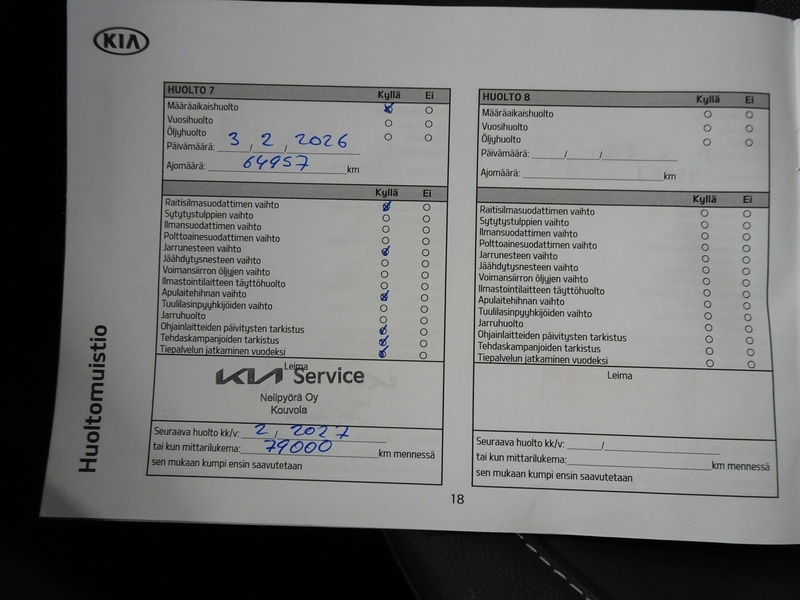 KIA
HUOLTO 7 Kyllä Ei
Määräaikaishuolto
Vuosihuolto
Öljyhuolto
Päivämäärä: 3 / 2 / 2026
Ajomäärä: 64957 km
Kyllä Ei
Raitisilmasuodattimen vaihto
Sytytystulppien vaihto
Ilmansuodattimen vaihto
Polttoainesuodattimen vaihto
Jarrunesteen vaihto
Jäähdytysnesteen vaihto
Voimansiirron öljyjen vaihto
Ilmastointilaitteen täyttöhuolto
Apulaitehihnan vaihto
Tuulilasinpyyhkijöiden vaihto
Jarruhuolto
Ohjainlaitteiden päivitysten tarkistus
Tehdaskampanjoiden tarkistus
Tiepalvelun jatkaminen vuodeksi
Leima
KIA Service
Nelipyörä Oy
Kouvola
Seuraava huolto kk/v: 2 / 2027
tai kun mittarilukema: 79000 km mennessä
sen mukaan kumpi ensin saavutetaan
HUOLTO 8 Kyllä Ei
Määräaikaishuolto
Vuosihuolto
Öljyhuolto
Päivämäärä: / /
Ajomäärä: km
Kyllä Ei
Raitisilmasuodattimen vaihto
Sytytystulppien vaihto
Ilmansuodattimen vaihto
Polttoainesuodattimen vaihto
Jarrunesteen vaihto
Jäähdytysnesteen vaihto
Voimansiirron öljyjen vaihto
Ilmastointilaitteen täyttöhuolto
Apulaitehihnan vaihto
Tuulilasinpyyhkijöiden vaihto
Jarruhuolto
Ohjainlaitteiden päivitysten tarkistus
Tehdaskampanjoiden tarkistus
Tiepalvelun jatkaminen vuodeksi
Leima
Seuraava huolto kk/v: /
tai kun mittarilukema: km mennessä
sen mukaan kumpi ensin saavutetaan
Huoltomuistio
18